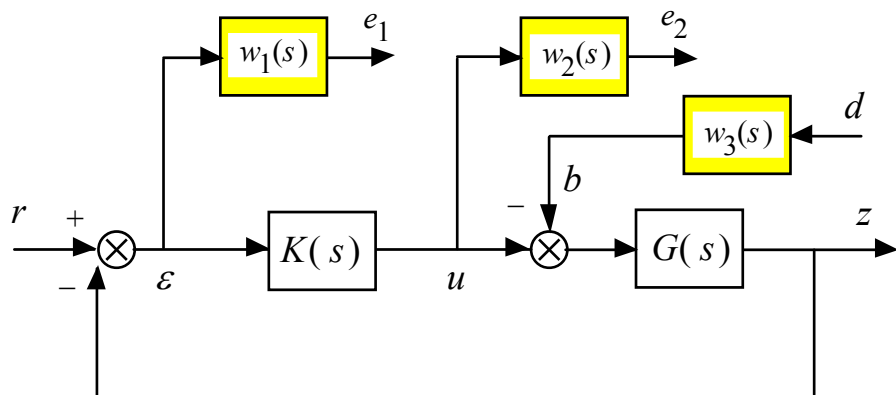 e₁
e₂
w₁(s)
w₂(s)
w₃(s)
d
r
+
−
b
z
K(s)
G(s)
−
ε
u